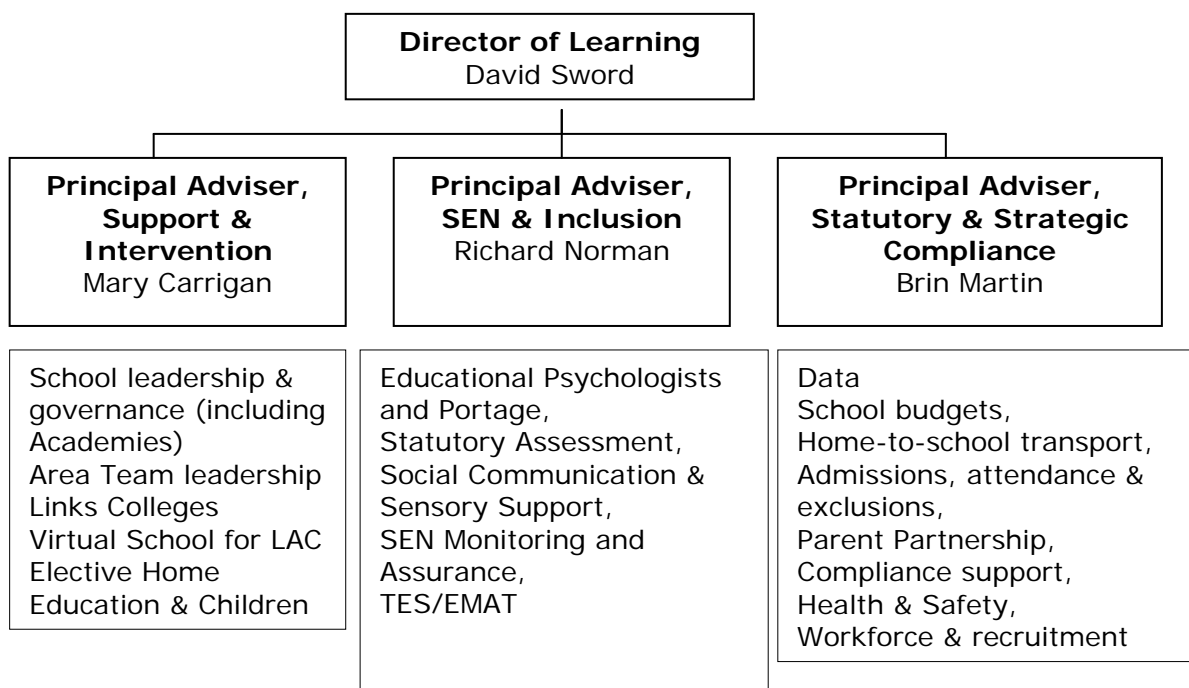 Director of Learning
David Sword
Principal Adviser,
Support &
Intervention
Mary Carrigan
Principal Adviser,
SEN & Inclusion
Richard Norman
Principal Adviser,
Statutory & Strategic
Compliance
Brin Martin
School leadership &
governance (including
Academies)
Area Team leadership
Links Colleges
Virtual School for LAC
Elective Home
Education & Children
Educational Psychologists
and Portage,
Statutory Assessment,
Social Communication &
Sensory Support,
SEN Monitoring and
Assurance,
TES/EMAT
Data
School budgets,
Home-to-school transport,
Admissions, attendance &
exclusions,
Parent Partnership,
Compliance support,
Health & Safety,
Workforce & recruitment